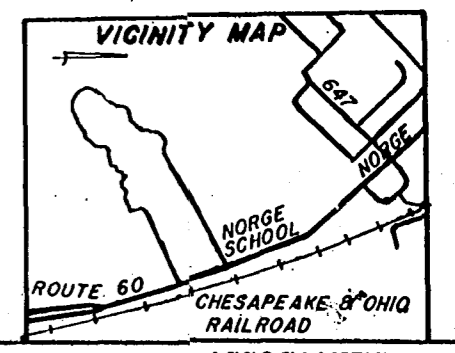 VICINITY MAP
647
NORGE
NORGE
SCHOOL
ROUTE 60
CHESAPEAKE & OHIO
RAILROAD